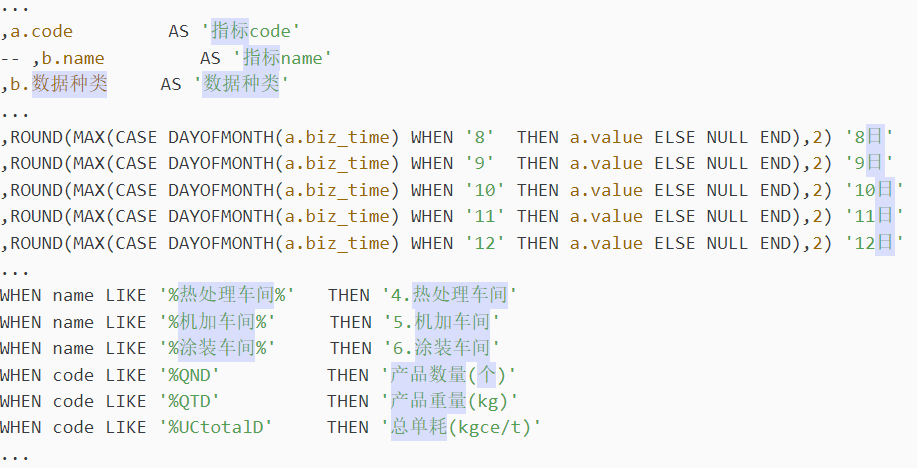 ...
,a.code         AS '指标code'
-- ,b.name         AS '指标name'
,b.数据种类     AS '数据种类'
...
,ROUND(MAX(CASE DAYOFMONTH(a.biz_time) WHEN '8'  THEN a.value ELSE NULL END),2) '8日'
,ROUND(MAX(CASE DAYOFMONTH(a.biz_time) WHEN '9'  THEN a.value ELSE NULL END),2) '9日'
,ROUND(MAX(CASE DAYOFMONTH(a.biz_time) WHEN '10' THEN a.value ELSE NULL END),2) '10日'
,ROUND(MAX(CASE DAYOFMONTH(a.biz_time) WHEN '11' THEN a.value ELSE NULL END),2) '11日'
,ROUND(MAX(CASE DAYOFMONTH(a.biz_time) WHEN '12' THEN a.value ELSE NULL END),2) '12日'
...
WHEN name LIKE '%热处理车间%'   THEN '4.热处理车间'
WHEN name LIKE '%机加车间%'     THEN '5.机加车间'
WHEN name LIKE '%涂装车间%'     THEN '6.涂装车间'
WHEN code LIKE '%QND'          THEN '产品数量(个)'
WHEN code LIKE '%QTD'          THEN '产品重量(kg)'
WHEN code LIKE '%UCtotalD'     THEN '总单耗(kgce/t)'
...